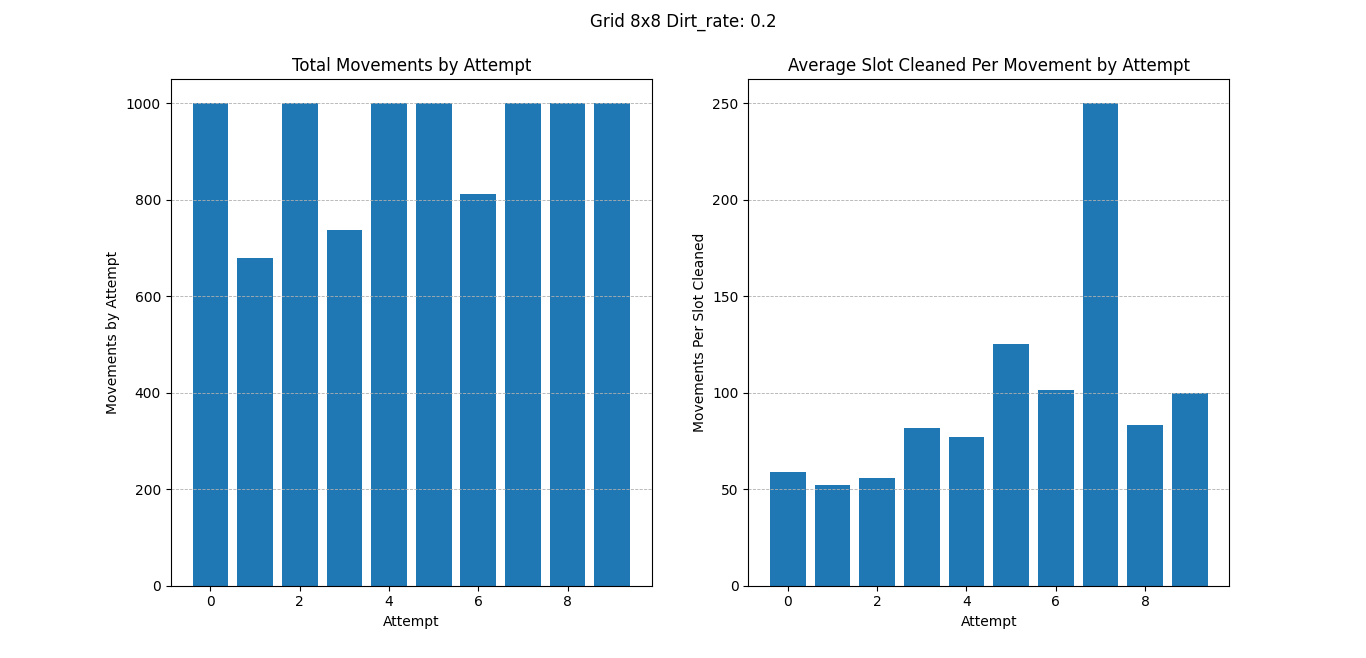 Grid 8x8 Dirt_rate: 0.2
Total Movements by Attempt
Movements by Attempt
1000
800
600
400
200
0
0 2 4 6 8
Attempt
Average Slot Cleaned Per Movement by Attempt
Movements Per Slot Cleaned
250
200
150
100
50
0
0 2 4 6 8
Attempt